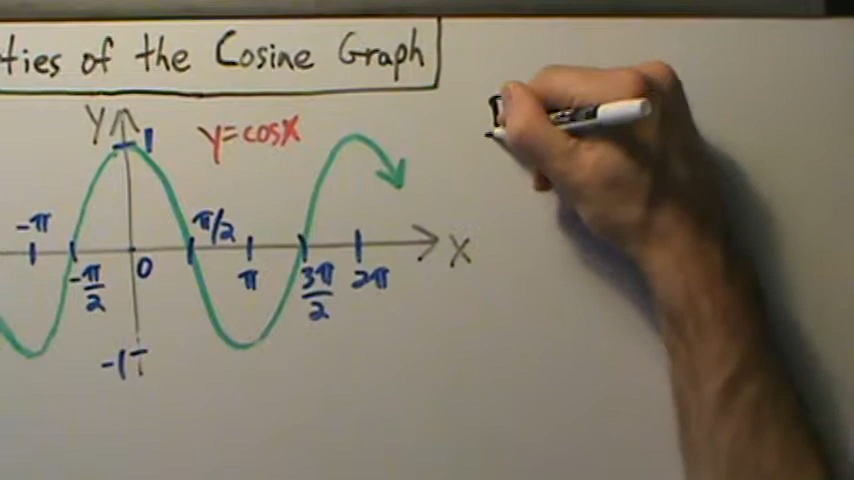 ties of the Cosine Graph
Y 1 y=cosx
-π π/2
-π/2 0 π 3π/2 2π X
-1